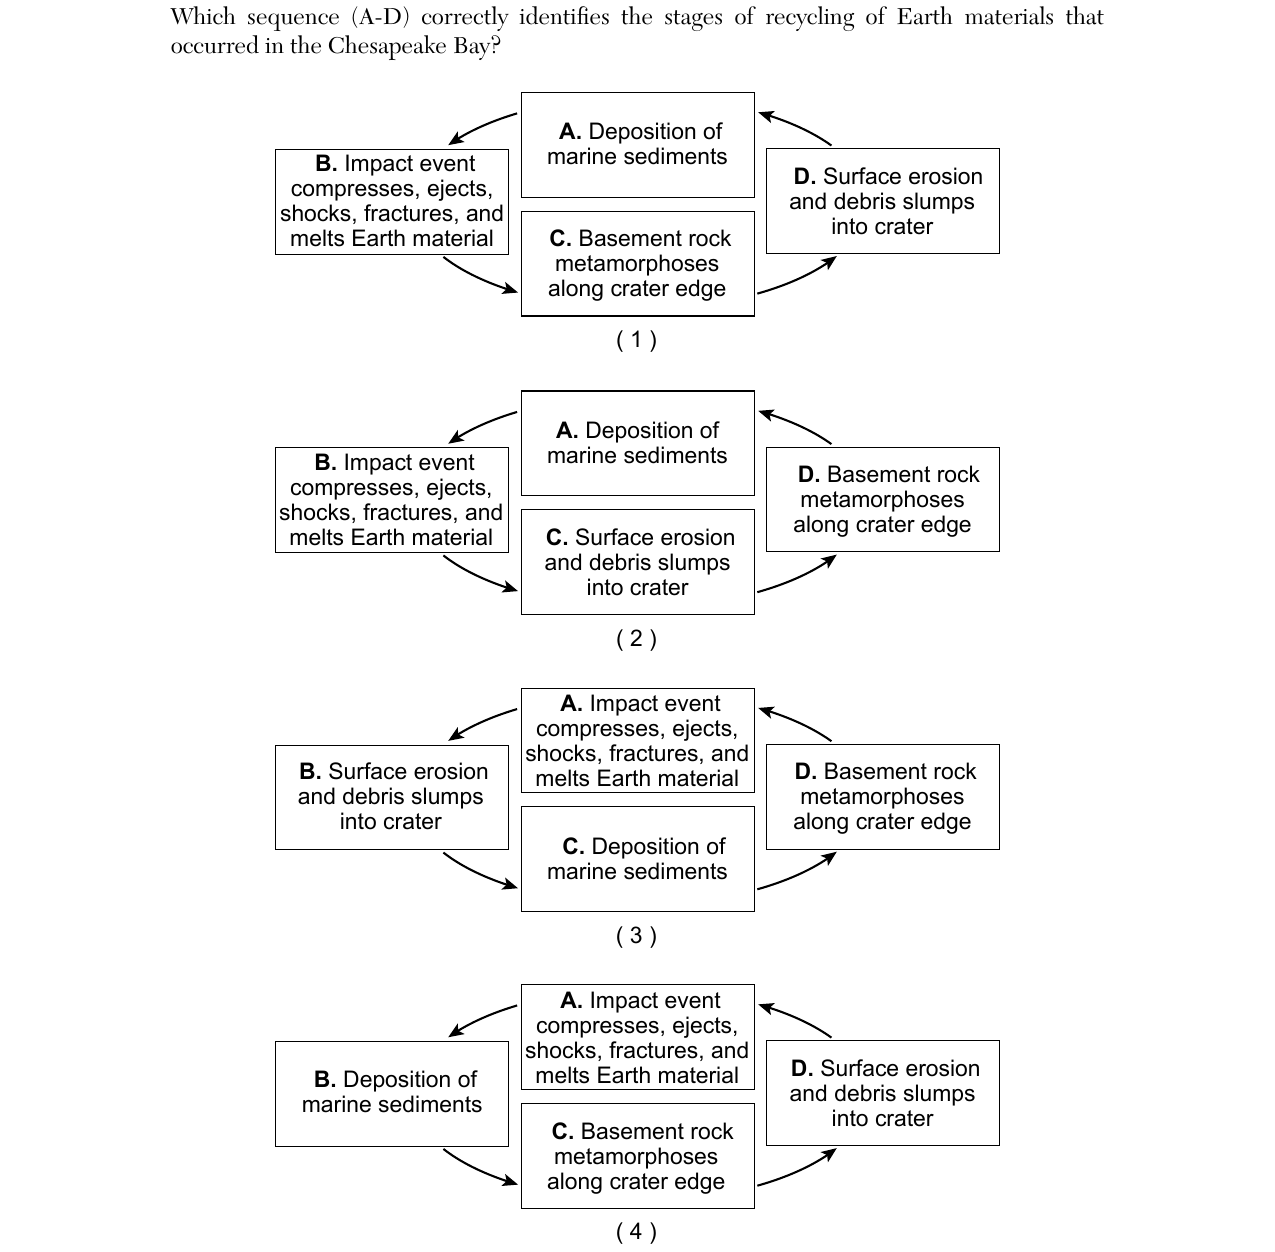 Which sequence (A-D) correctly identifies the stages of recycling of Earth materials that
occurred in the Chesapeake Bay?
A. Deposition of
marine sediments
B. Impact event
compresses, ejects,
shocks, fractures, and
melts Earth material
C. Basement rock
metamorphoses
along crater edge
D. Surface erosion
and debris slumps
into crater
( 1 )
A. Deposition of
marine sediments
B. Impact event
compresses, ejects,
shocks, fractures, and
melts Earth material
C. Surface erosion
and debris slumps
into crater
D. Basement rock
metamorphoses
along crater edge
( 2 )
A. Impact event
compresses, ejects,
shocks, fractures, and
melts Earth material
B. Surface erosion
and debris slumps
into crater
C. Deposition of
marine sediments
D. Basement rock
metamorphoses
along crater edge
( 3 )
A. Impact event
compresses, ejects,
shocks, fractures, and
melts Earth material
B. Deposition of
marine sediments
C. Basement rock
metamorphoses
along crater edge
D. Surface erosion
and debris slumps
into crater
( 4 )